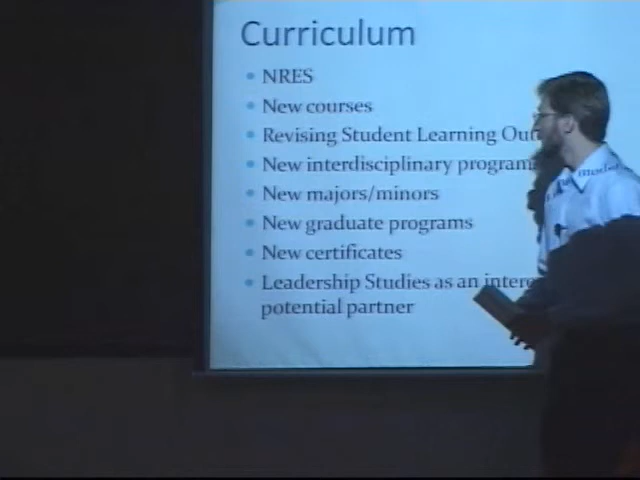 Curriculum
NRES
New courses
Revising Student Learning
New interdisciplinary
New majors/minors
New graduate programs
New certificates
Leadership Studies as an
potential partner